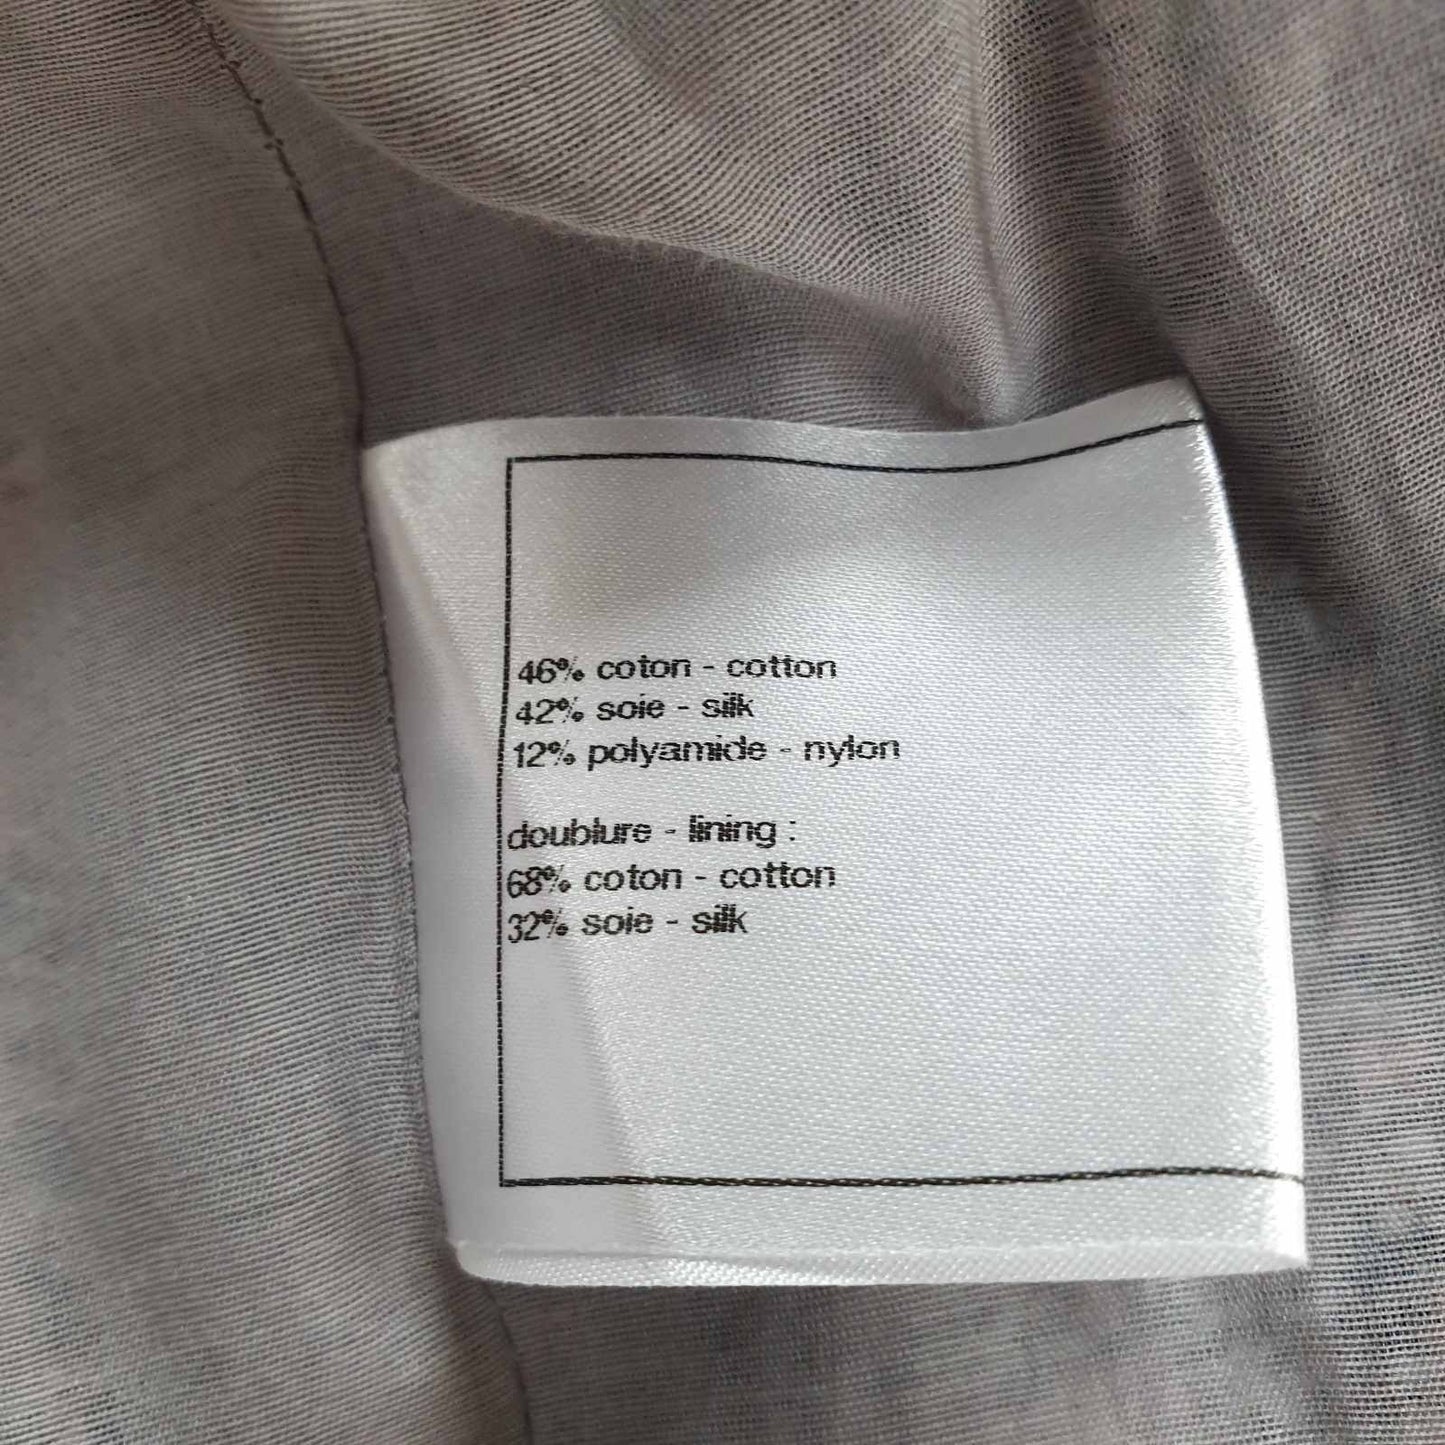 46% coton - cotton
42% soie - silk
12% polyamide - nylon
doublure - lining :
68% coton - cotton
32% soie - silk